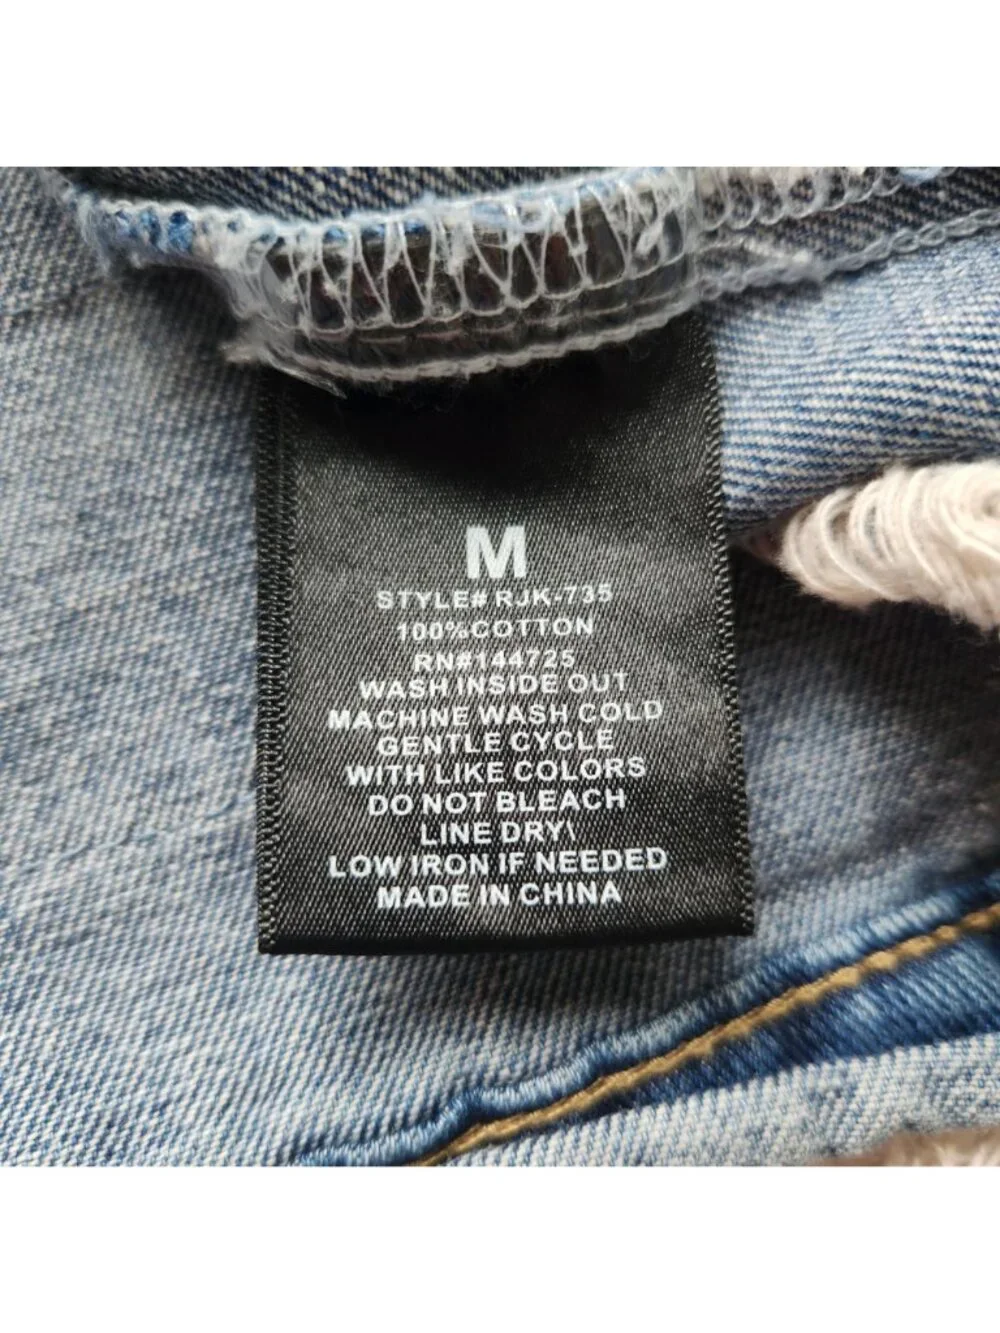 M
STYLE# RJK-735
100%COTTON
RN#144725
WASH INSIDE OUT
MACHINE WASH COLD
GENTLE CYCLE
WITH LIKE COLORS
DO NOT BLEACH
LINE DRY\
LOW IRON IF NEEDED
MADE IN CHINA